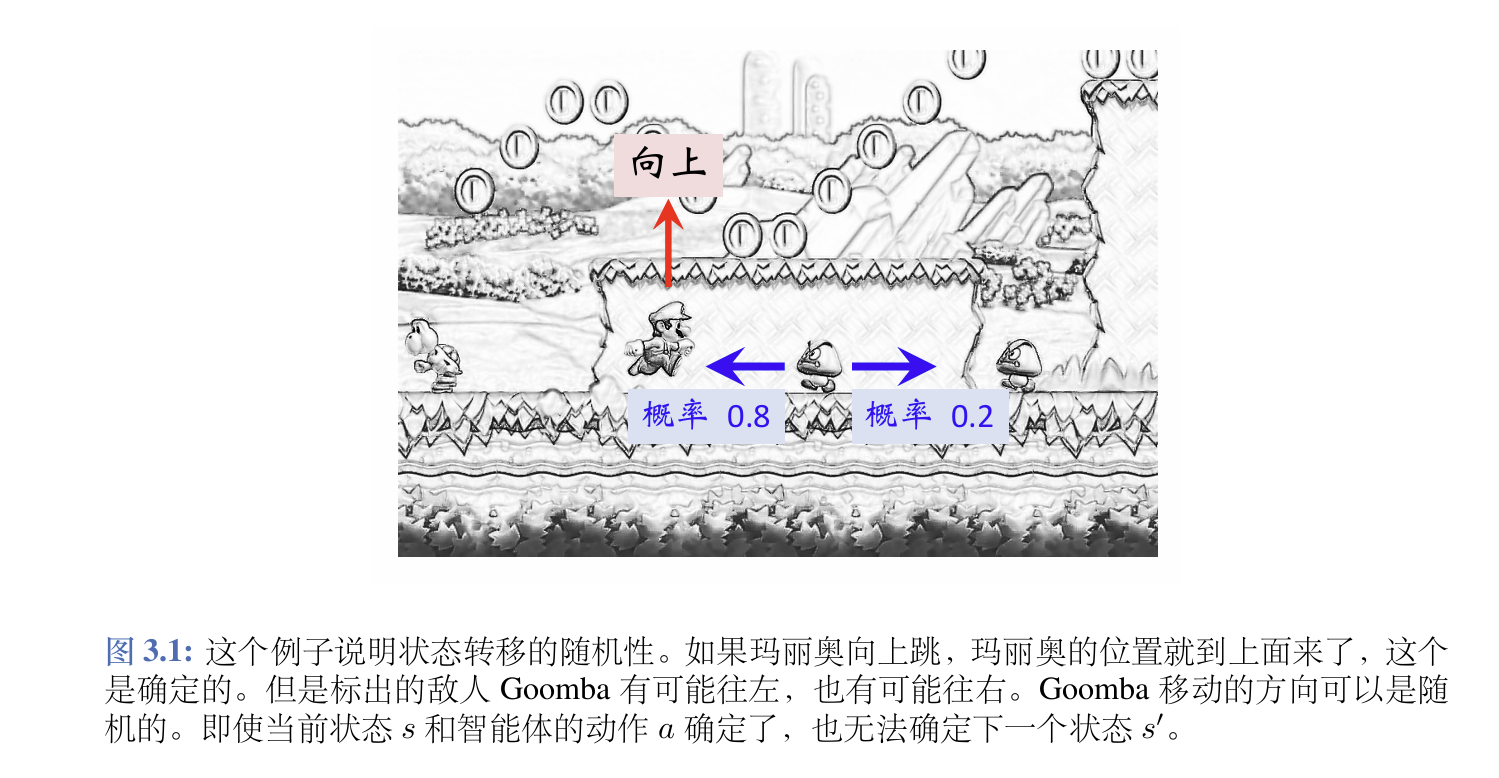 向上
概率 0.8
概率 0.2
图 3.1: 这个例子说明状态转移的随机性。如果玛丽奥向上跳，玛丽奥的位置就到上面来了，这个
是确定的。但是标出的敌人 Goomba 有可能往左，也有可能往右。Goomba 移动的方向可以是随
机的。即使当前状态 s 和智能体的动作 a 确定了，也无法确定下一个状态 s′。